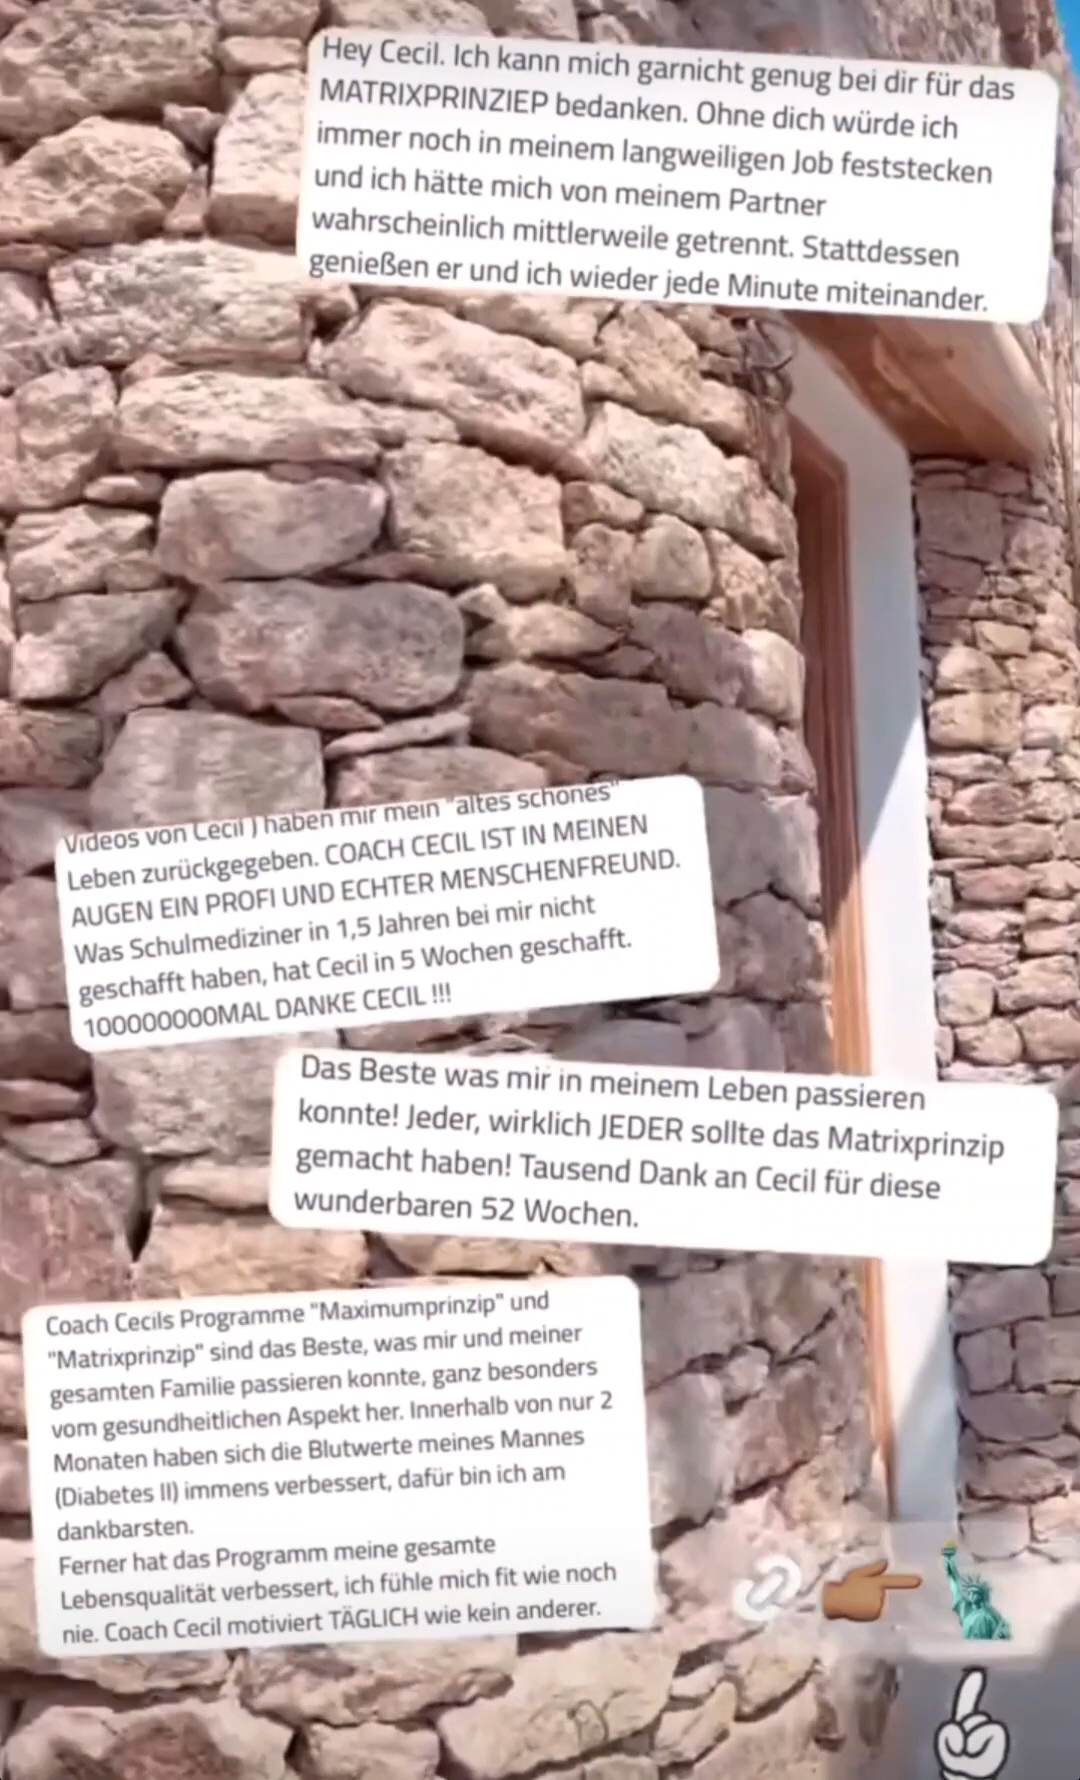 Hey Cecil. Ich kann mich garnicht genug bei dir für das
MATRIXPRINZIEP bedanken. Ohne dich würde ich
immer noch in meinem langweiligen Job feststecken
und ich hätte mich von meinem Partner
wahrscheinlich mittlerweile getrennt. Stattdessen
genießen er und ich wieder jede Minute miteinander.
Videos von Cecil ) haben mir mein "altes schönes"
Leben zurückgegeben. COACH CECIL IST IN MEINEN
AUGEN EIN PROFI UND ECHTER MENSCHENFREUND.
Was Schulmediziner in 1,5 Jahren bei mir nicht
geschafft haben, hat Cecil in 5 Wochen geschafft.
100000000MAL DANKE CECIL !!!
Das Beste was mir in meinem Leben passieren
konnte! Jeder, wirklich JEDER sollte das Matrixprinzip
gemacht haben! Tausend Dank an Cecil für diese
wunderbaren 52 Wochen.
Coach Cecils Programme "Maximumprinzip" und
"Matrixprinzip" sind das Beste, was mir und meiner
gesamten Familie passieren konnte, ganz besonders
vom gesundheitlichen Aspekt her. Innerhalb von nur 2
Monaten haben sich die Blutwerte meines Mannes
(Diabetes II) immens verbessert, dafür bin ich am
dankbarsten.
Ferner hat das Programm meine gesamte
Lebensqualität verbessert, ich fühle mich fit wie noch
nie. Coach Cecil motiviert TÄGLICH wie kein anderer.